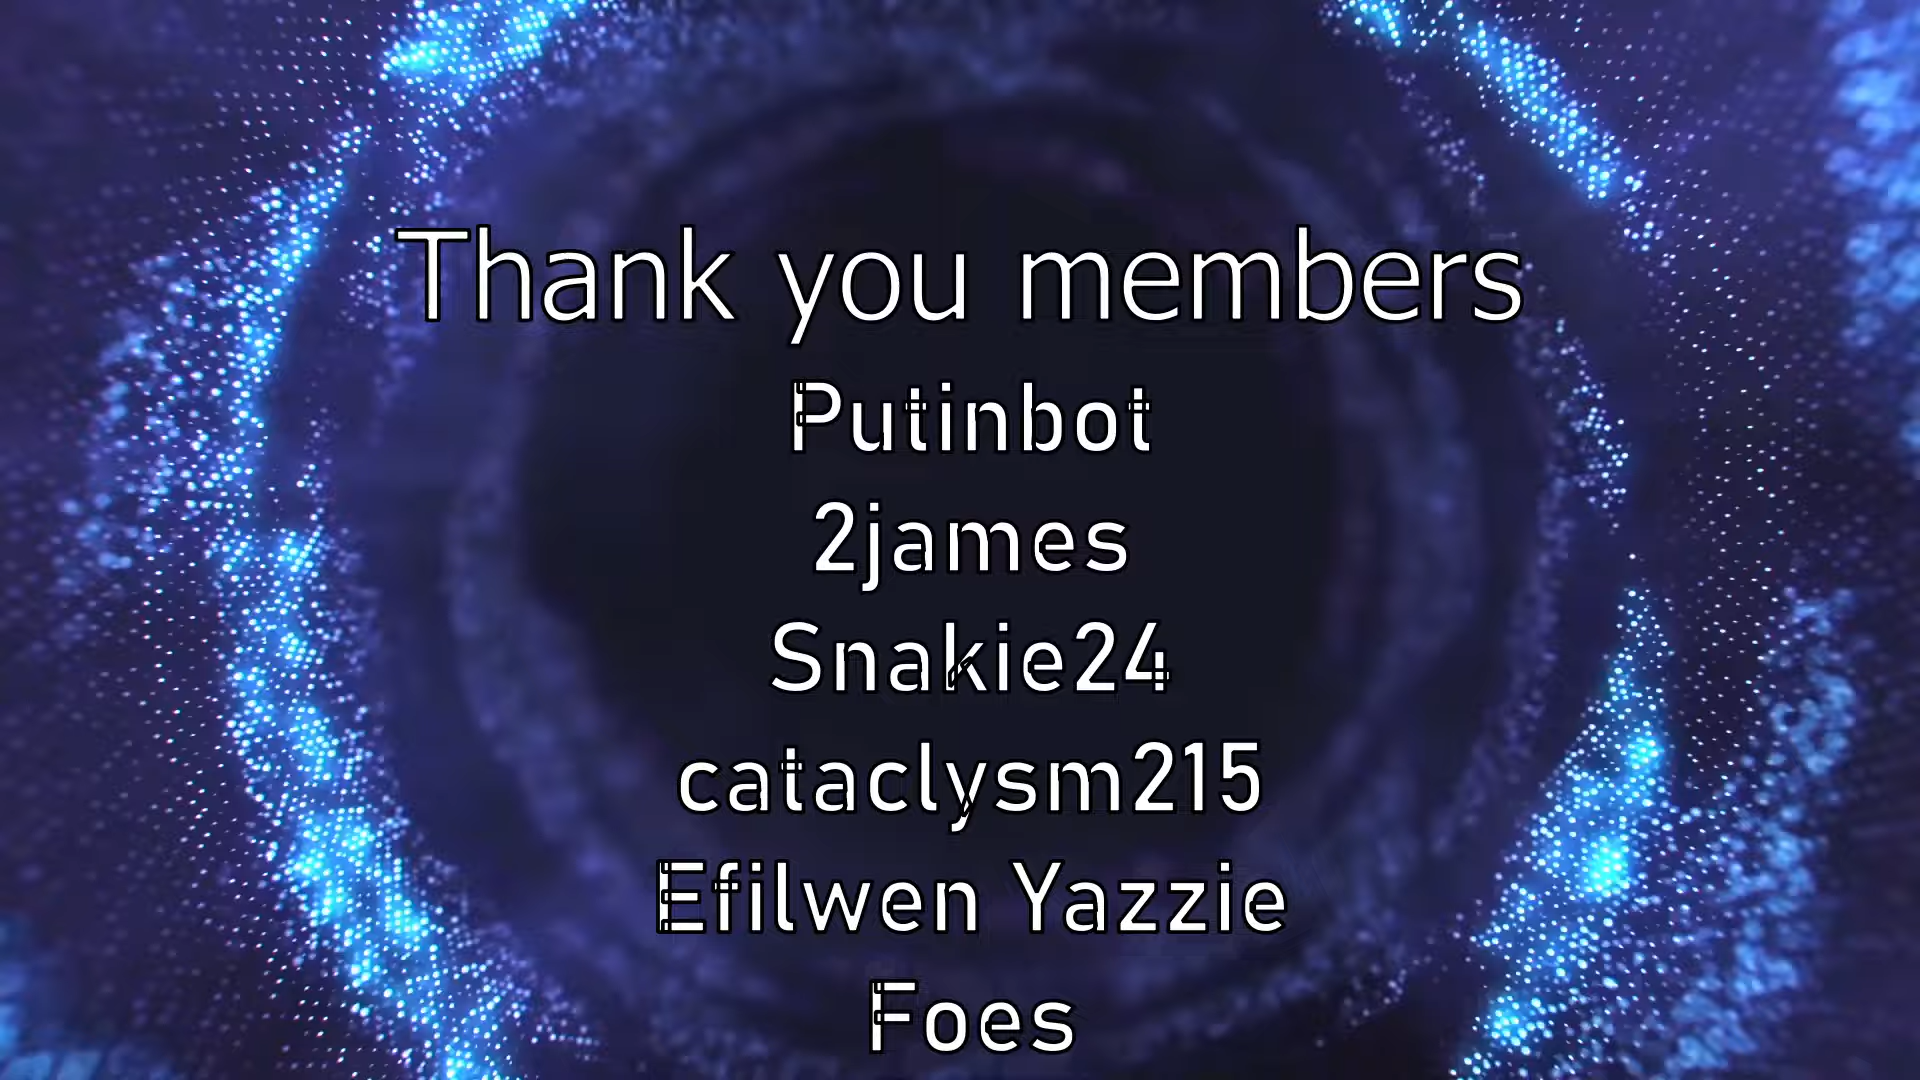 Thank you members
Putinbot
2james
Snakie24
cataclysm215
Efilwen Yazzie
Foes